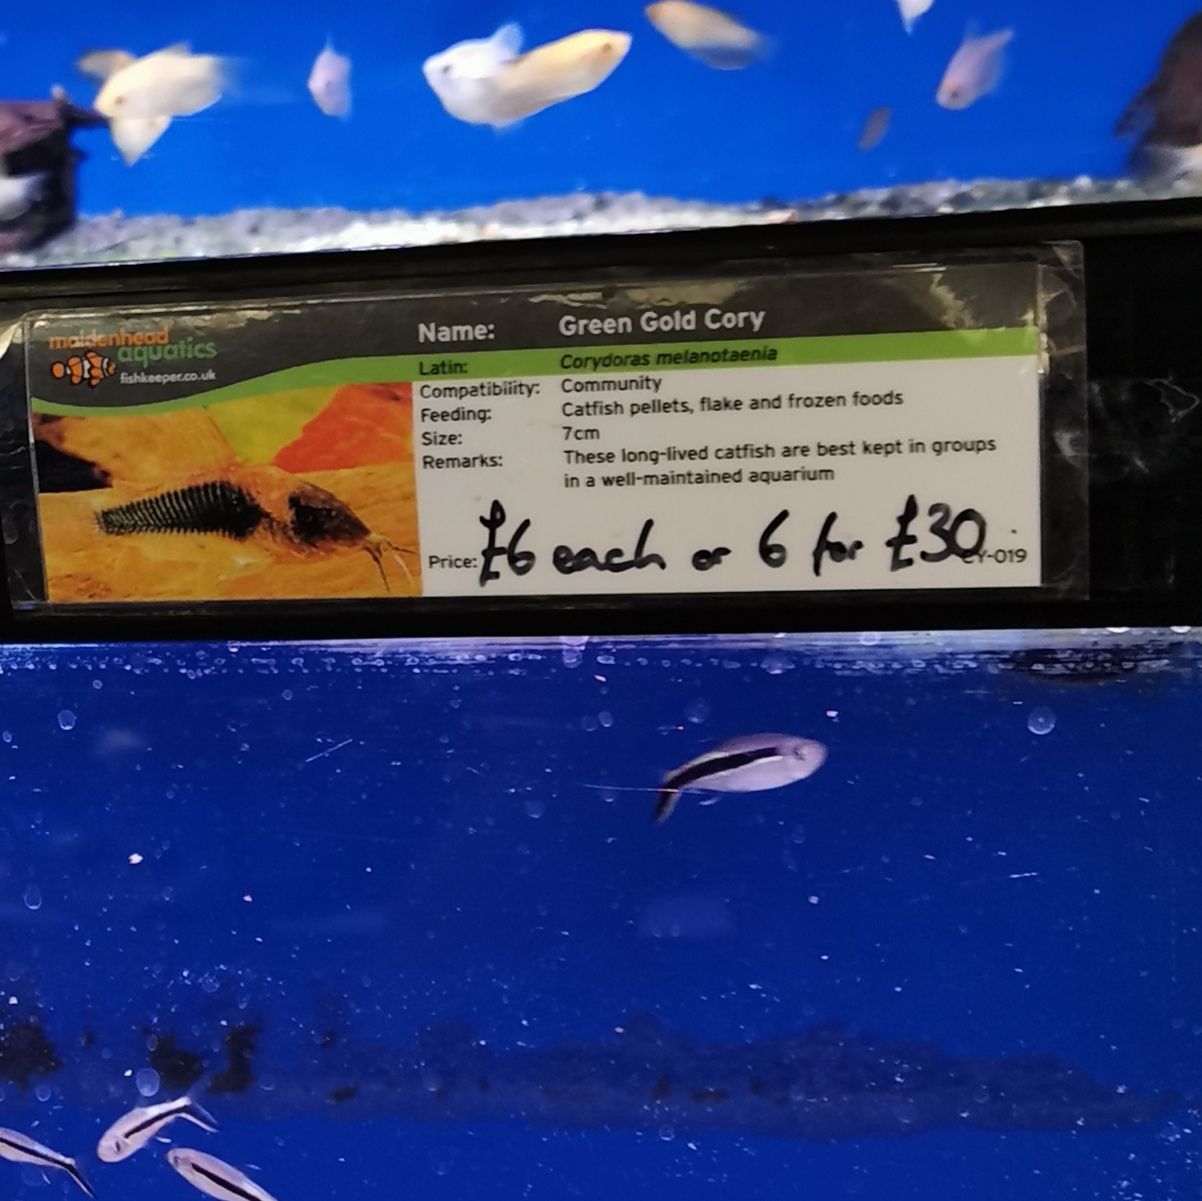 maidenhead
aquatics
fishkeeper.co.uk
Name: Green Gold Cory
Latin: Corydoras melanotaenia
Compatibility: Community
Feeding: Catfish pellets, flake and frozen foods
Size: 7cm
Remarks: These long-lived catfish are best kept in groups
in a well-maintained aquarium
Price: £6 each or 6 for £30
CY-019